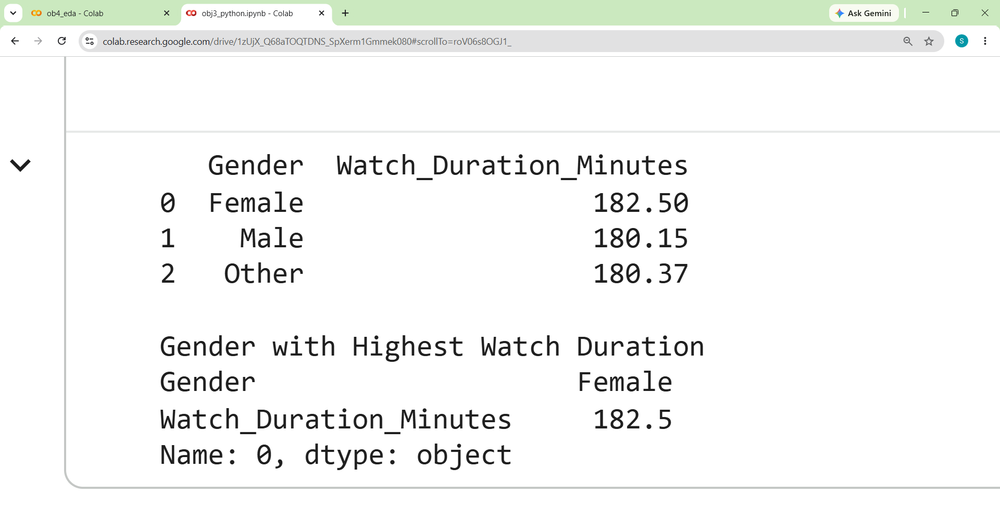 ob4_eda - Colab
obj3_python.ipynb - Colab
Ask Gemini
colab.research.google.com/drive/1zUjX_Q68aTOQTDNS_SpXerm1Gmmek080#scrollTo=roV06s8OGJ1_
S
Gender Watch_Duration_Minutes
0 Female 182.50
1 Male 180.15
2 Other 180.37
Gender with Highest Watch Duration
Gender Female
Watch_Duration_Minutes 182.5
Name: 0, dtype: object